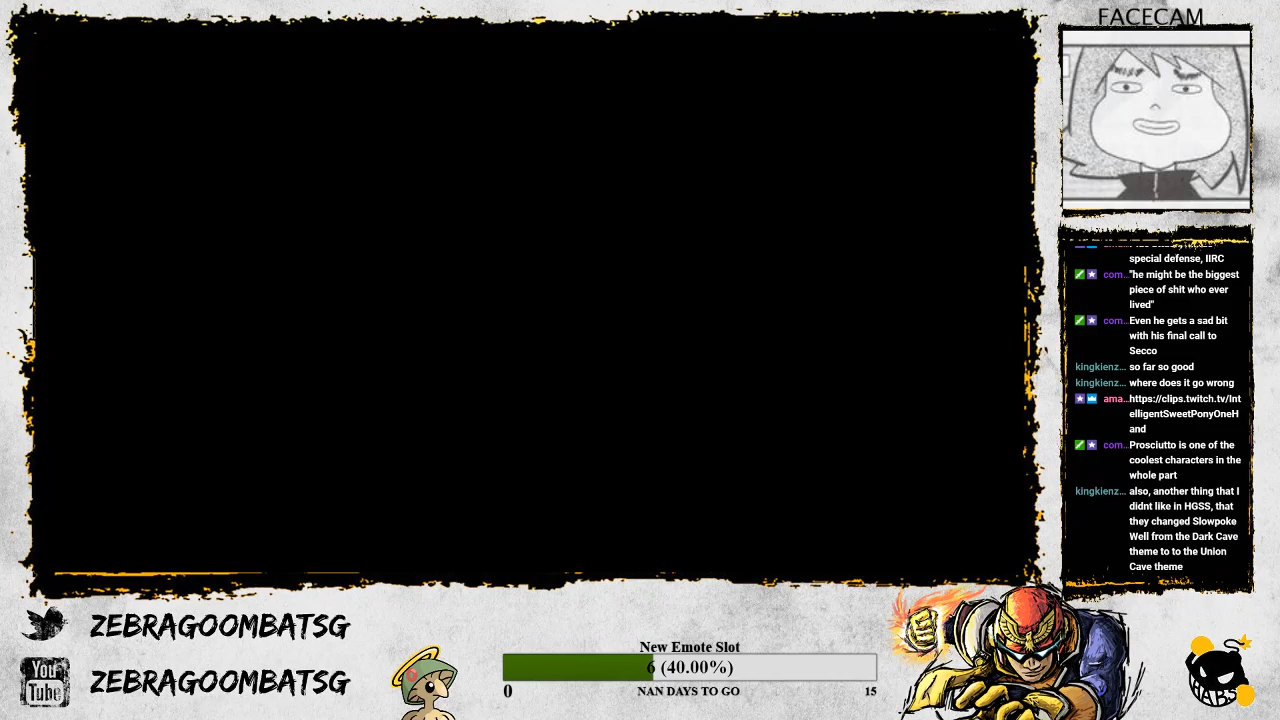 FACECAM
special defense, IIRC
com... "he might be the biggest
piece of shit who ever
lived"
com... Even he gets a sad bit
with his final call to
Secco
kingkienz... so far so good
kingkienz... where does it go wrong
ama... https://clips.twitch.tv/Int
elligentSweetPonyOneH
and
com... Prosciutto is one of the
coolest characters in the
whole part
kingkienz... also, another thing that I
didnt like in HGSS, that
they changed Slowpoke
Well from the Dark Cave
theme to to the Union
Cave theme
ZEBRAGOOMBATSG
You
Tube
ZEBRAGOOMBATSG
New Emote Slot
6 (40.00%)
0 NAN DAYS TO GO 15
HABS